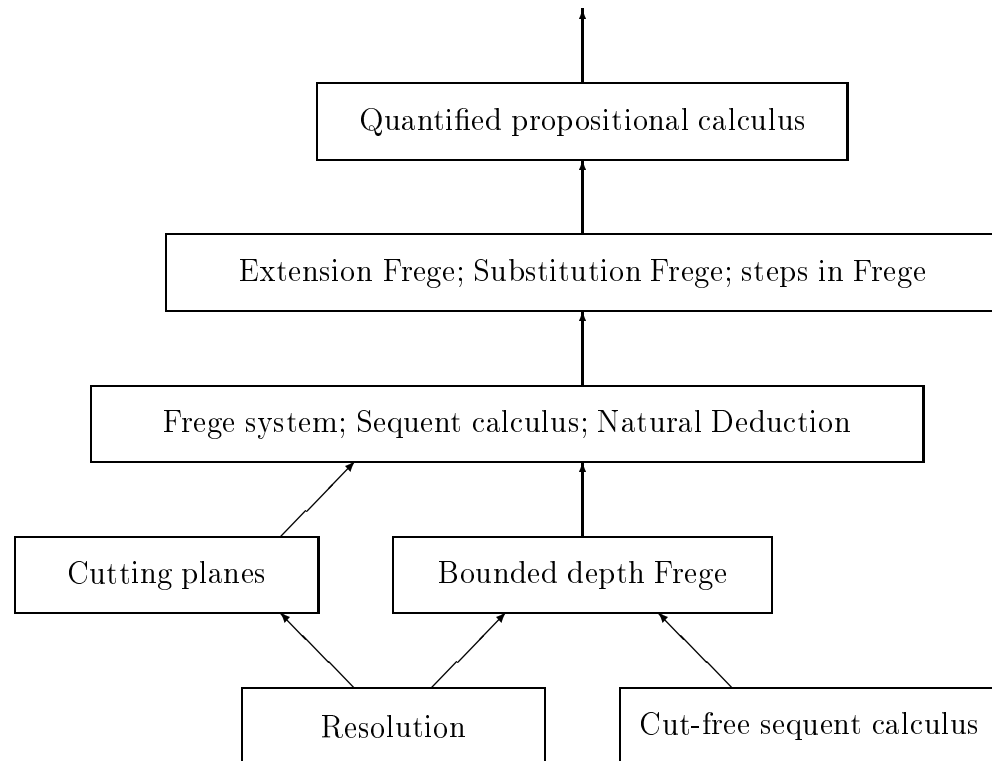 Quantified propositional calculus
Extension Frege; Substitution Frege; steps in Frege
Frege system; Sequent calculus; Natural Deduction
Cutting planes
Bounded depth Frege
Resolution
Cut-free sequent calculus